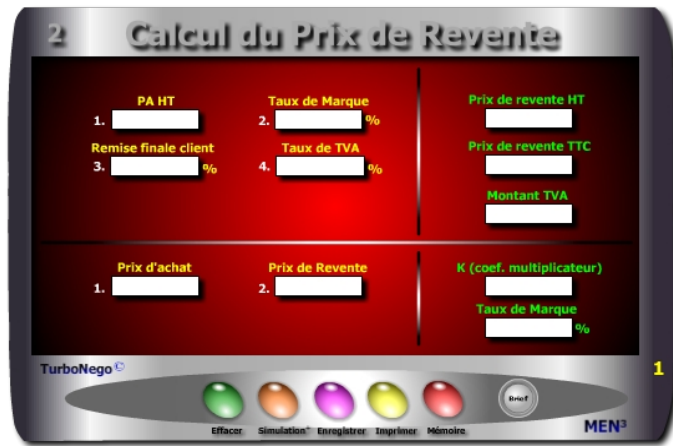 2 Calcul du Prix de Revente
PA HT Taux de Marque Prix de revente HT
1. 2. %
Remise finale client Taux de TVA Prix de revente TTC
3. % 4. %
Montant TVA
Prix d'achat Prix de Revente K (coef. multiplicateur)
1. 2.
Taux de Marque
%
TurboNego© 1
Brief
Effacer Simulation* Enregistrer Imprimer Mémoire MEN³